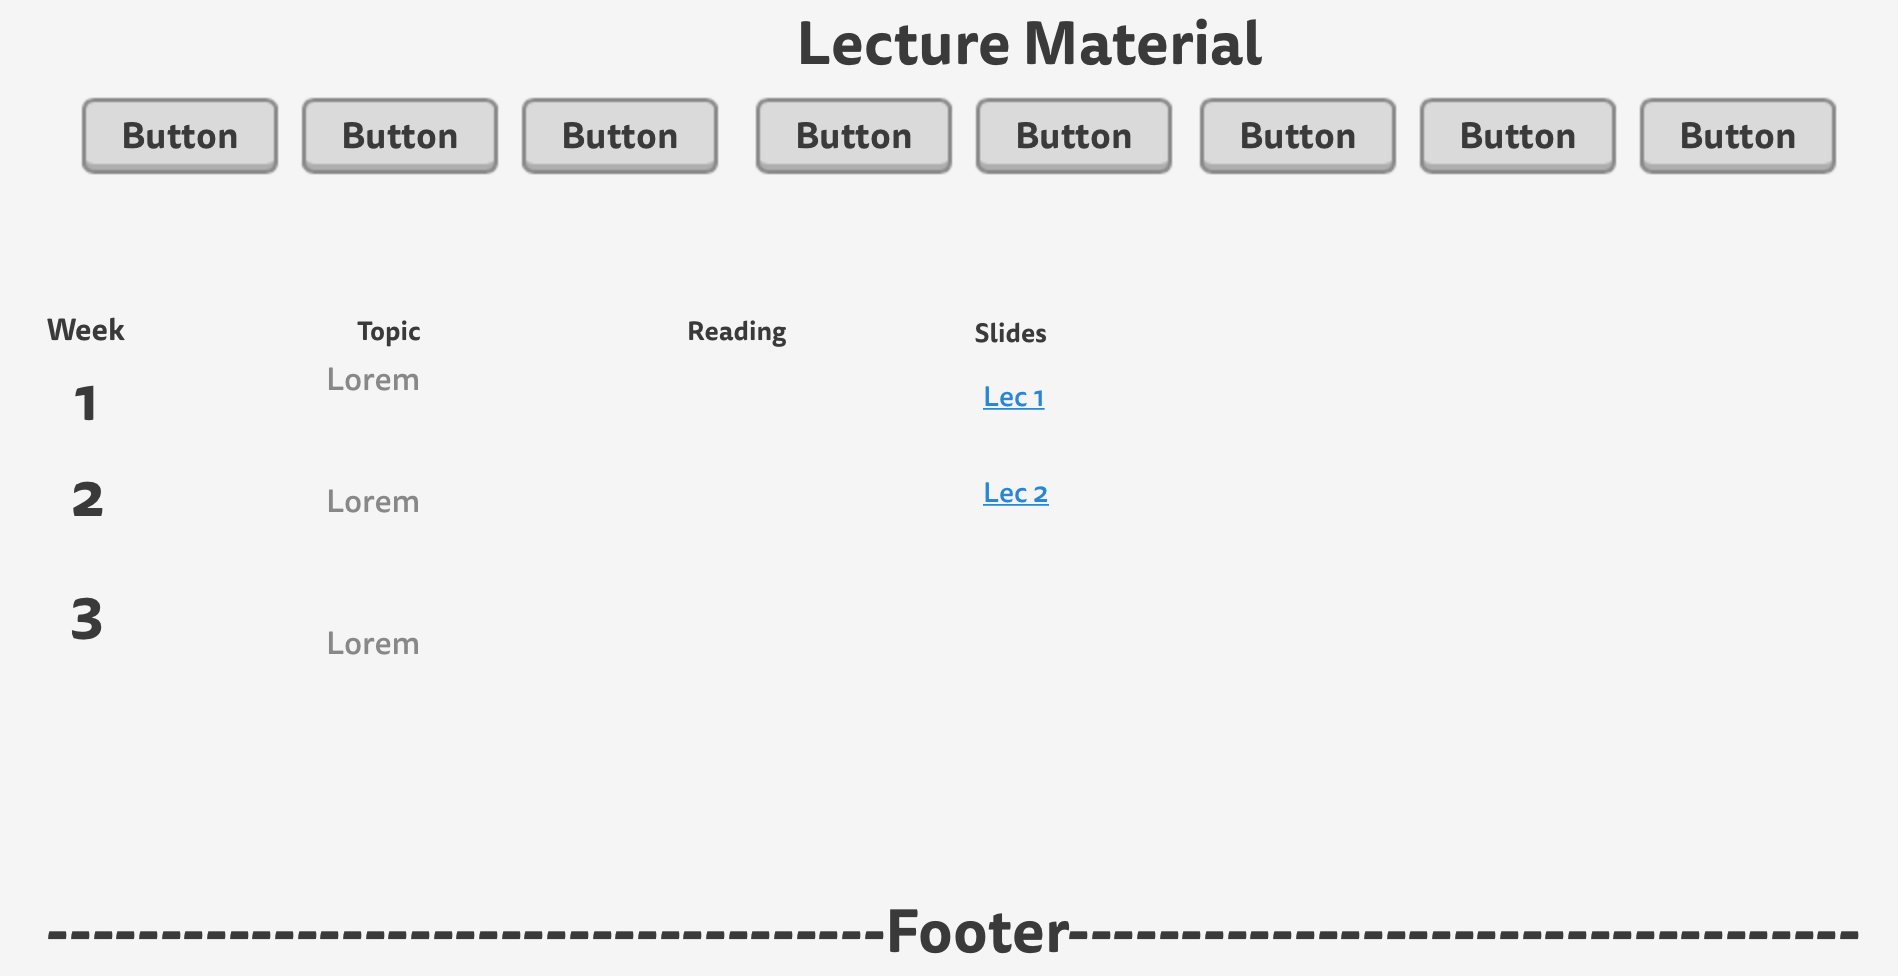 Lecture Material
Button Button Button Button Button Button Button Button
Week Topic Reading Slides
1 Lorem Lec 1
2 Lorem Lec 2
3 Lorem
-------------------------------------Footer-----------------------------------